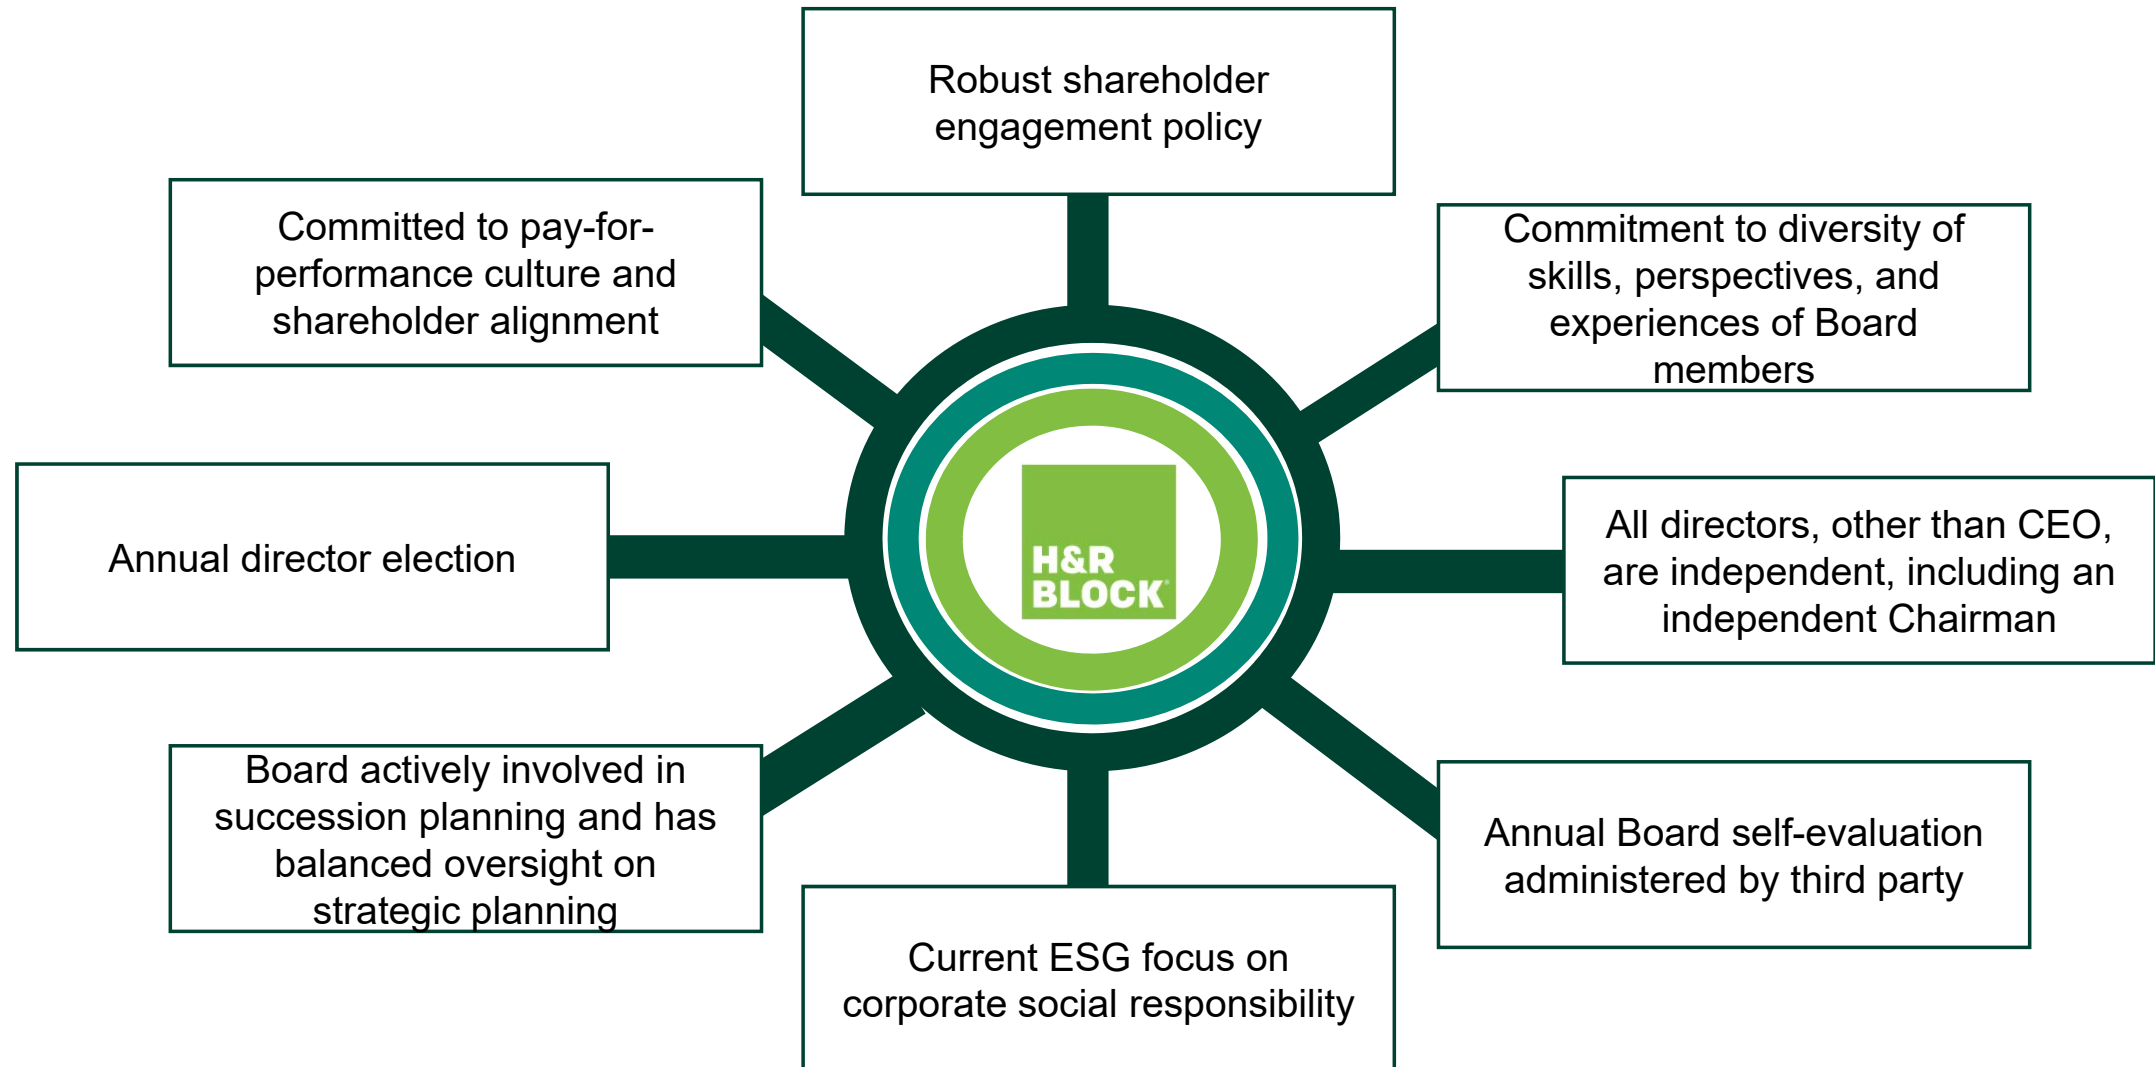 Robust shareholder
engagement policy
Committed to pay-for-
performance culture and
shareholder alignment
Commitment to diversity of
skills, perspectives, and
experiences of Board
members
Annual director election
H&R
BLOCK®
All directors, other than CEO,
are independent, including an
independent Chairman
Board actively involved in
succession planning and has
balanced oversight on
strategic planning
Annual Board self-evaluation
administered by third party
Current ESG focus on
corporate social responsibility